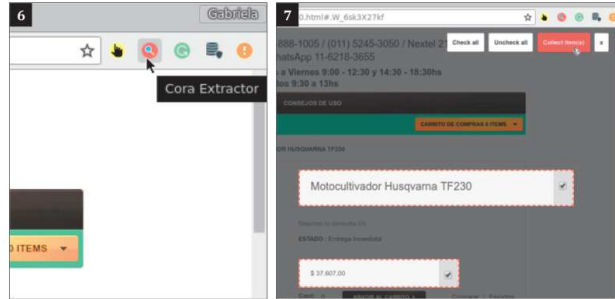 6
Gabriela
Cora Extractor
0 ITEMS
7
0.html#.W_6sk3X27kf
888-1005 / (011) 5245-3050 / Nextel
Check all
Uncheck all
Collect item(s)
x
hatsApp 11-6218-3655
a Viernes 9:00 - 12:30 y 14:30 - 18:30hs
os 9:30 a 13hs
CONSEJOS DE USO
CARRITO DE COMPRAS 0 ITEMS
OR HUSQVARNA TF230
Motocultivador Husqvarna TF230
ESTADO: Entrega Inmediata
$ 37.607,00
Cant.